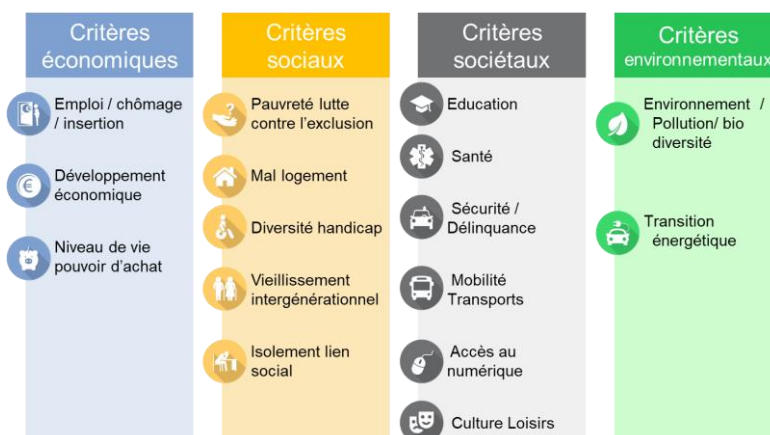 Critères
économiques
Emploi / chômage
/ insertion
Développement
économique
Niveau de vie
pouvoir d'achat
Critères
sociaux
Pauvreté lutte
contre l'exclusion
Mal logement
Diversité handicap
Vieillissement
intergénérationnel
Isolement lien
social
Critères
sociétaux
Education
Santé
Sécurité /
Délinquance
Mobilité
Transports
Accès au
numérique
Culture Loisirs
Critères
environnementaux
Environnement /
Pollution/ bio
diversité
Transition
énergétique